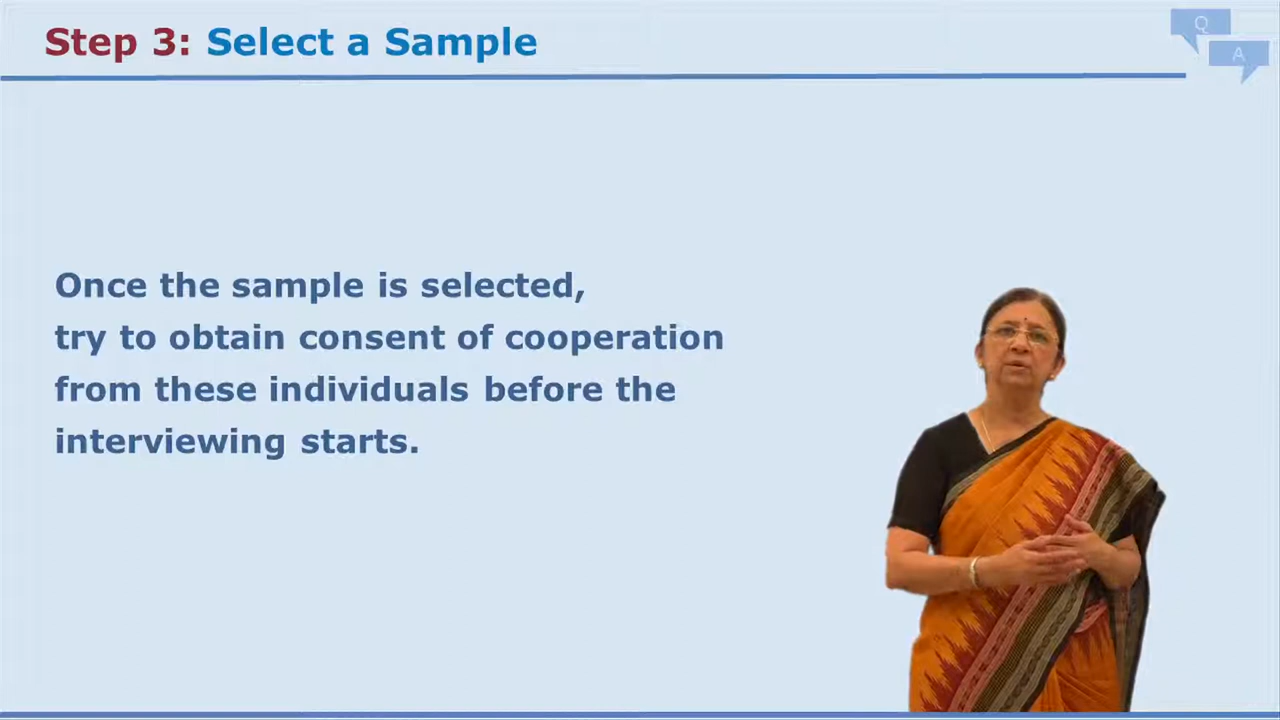 Step 3: Select a Sample
Q
A
Once the sample is selected,
try to obtain consent of cooperation
from these individuals before the
interviewing starts.